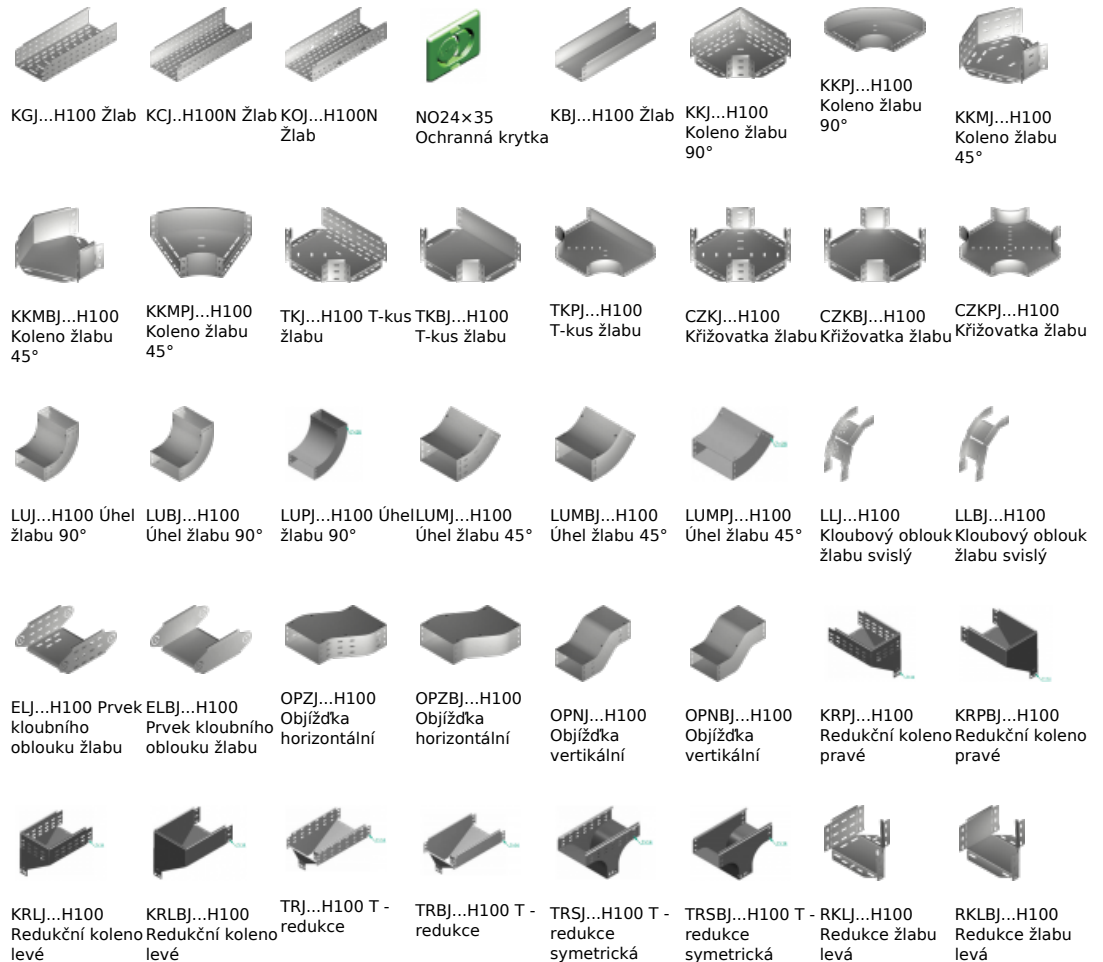 KGJ...H100 Žlab
KCJ..H100N Žlab
KOJ...H100N
Žlab
NO24×35
Ochranná krytka
KBJ...H100 Žlab
KKJ...H100
Koleno žlabu
90°
KKPJ...H100
Koleno žlabu
90°
KKMJ...H100
Koleno žlabu
45°
KKMBJ...H100
Koleno žlabu
45°
KKMPJ...H100
Koleno žlabu
45°
TKJ...H100 T-kus
žlabu
TKBJ...H100
T-kus žlabu
TKPJ...H100
T-kus žlabu
CZKJ...H100
Křižovatka žlabu
CZKBJ...H100
Křižovatka žlabu
CZKPJ...H100
Křižovatka žlabu
LUJ...H100 Úhel
žlabu 90°
LUBJ...H100
Úhel žlabu 90°
LUPJ...H100 Úhel
žlabu 90°
LUMJ...H100
Úhel žlabu 45°
LUMBJ...H100
Úhel žlabu 45°
LUMPJ...H100
Úhel žlabu 45°
LLJ...H100
Kloubový oblouk
žlabu svislý
LLBJ...H100
Kloubový oblouk
žlabu svislý
ELJ...H100 Prvek
kloubního
oblouku žlabu
ELBJ...H100
Prvek kloubního
oblouku žlabu
OPZJ...H100
Objížďka
horizontální
OPZBJ...H100
Objížďka
horizontální
OPNJ...H100
Objížďka
vertikální
OPNBJ...H100
Objížďka
vertikální
KRPJ...H100
Redukční koleno
pravé
KRPBJ...H100
Redukční koleno
pravé
KRLJ...H100
Redukční koleno
levé
KRLBJ...H100
Redukční koleno
levé
TRJ...H100 T -
redukce
TRBJ...H100 T -
redukce
TRSJ...H100 T -
redukce
symetrická
TRSBJ...H100 T -
redukce
symetrická
RKLJ...H100
Redukce žlabu
levá
RKLBJ...H100
Redukce žlabu
levá